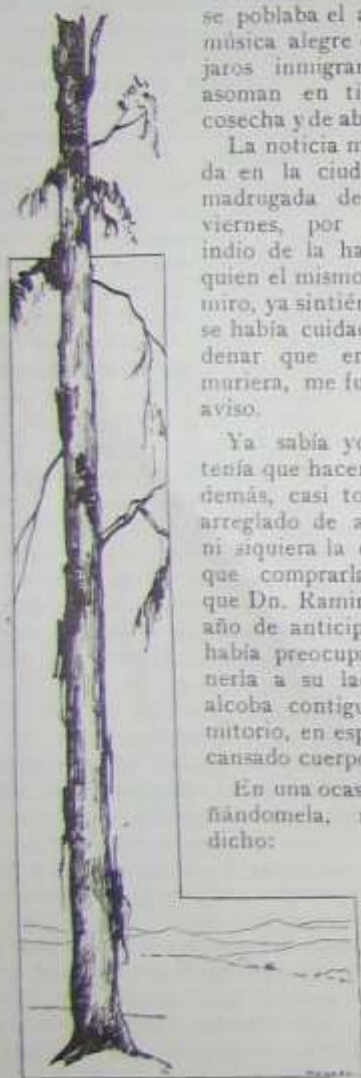 se poblaba el a
música alegre
jaros inmigran
asoman en ti
cosecha y de ab
La noticia m
da en la ciud
madrugada de
viernes, por
indio de la ha
quien el mismo
miro, ya sintién
se había cuidad
denar que en
muriera, me fu
aviso.
Ya sabía yo
tenía que hacer
demás, casi to
arreglado de a
ni siquiera la c
que comprarla
que Dn. Ramir
año de anticip
había preocup
nerla a su lad
alcoba contigu
mitorio, en esp
cansado cuerpo
En una ocas
ñándomela,
dicho: